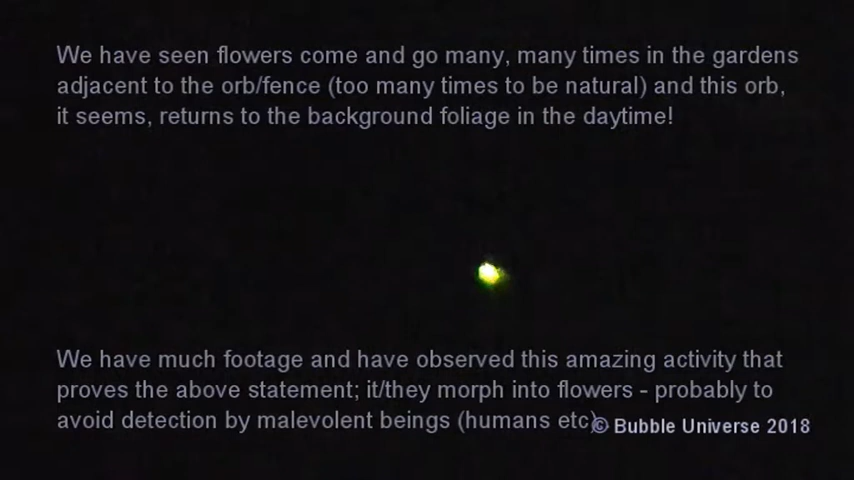 We have seen flowers come and go many, many times in the gardens
adjacent to the orb/fence (too many times to be natural) and this orb,
it seems, returns to the background foliage in the daytime!
We have much footage and have observed this amazing activity that
proves the above statement; it/they morph into flowers - probably to
avoid detection by malevolent beings (humans etc).
© Bubble Universe 2018